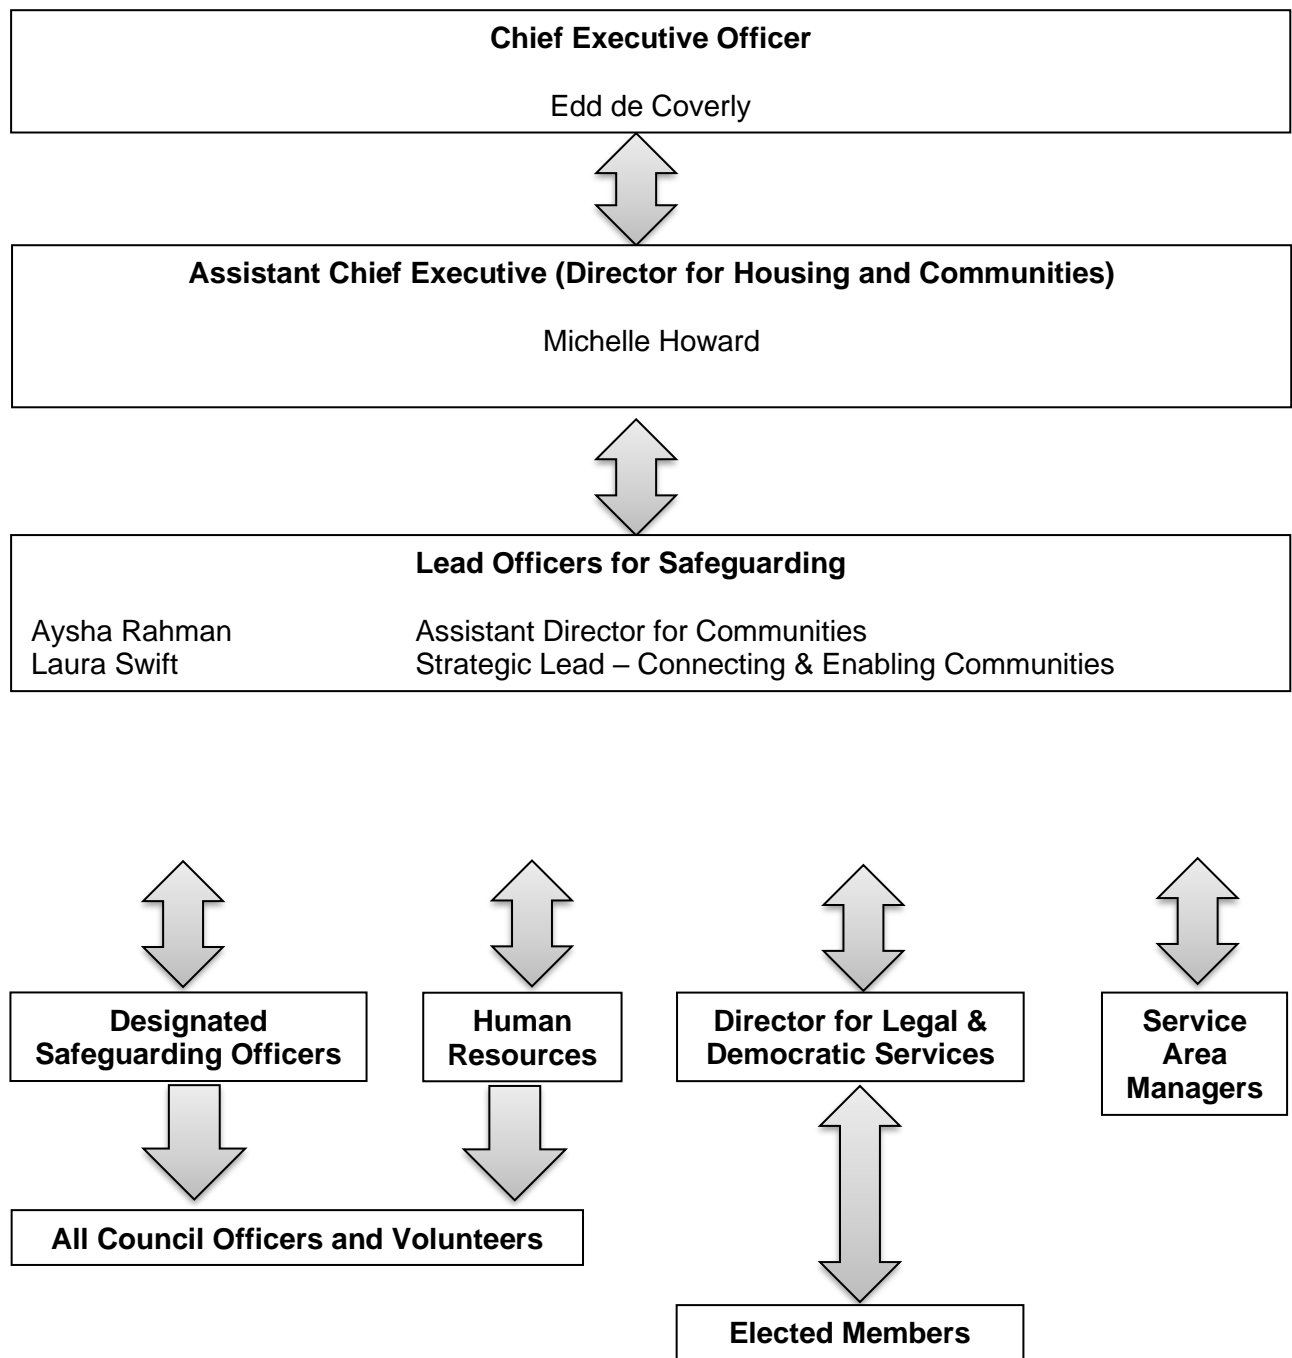 Chief Executive Officer
Edd de Coverly
Assistant Chief Executive (Director for Housing and Communities)
Michelle Howard
Lead Officers for Safeguarding
Aysha Rahman Assistant Director for Communities
Laura Swift Strategic Lead – Connecting & Enabling Communities
Designated
Safeguarding Officers
Human
Resources
Director for Legal &
Democratic Services
Service
Area
Managers
All Council Officers and Volunteers
Elected Members